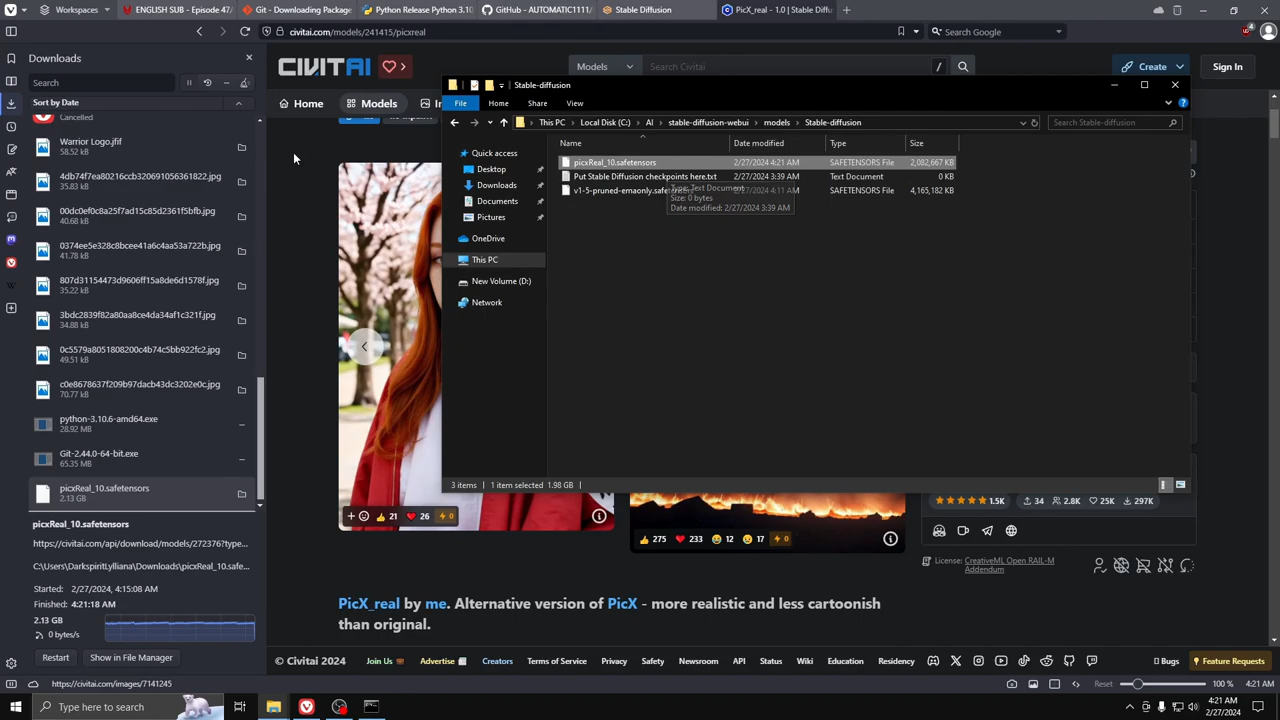 Workspaces
ENGLISH SUB - Episode 47
Git - Downloading Package
Python Release Python 3.10
GitHub - AUTOMATIC1111/
Stable Diffusion
PicX_real - 1.0 | Stable Diff
civitai.com/models/241415/picxreal
Search Google
Downloads
Search
Sort by Date
Cancelled
Warrior Logo.jfif
58.52 kB
4db74f7ea5160b83216col
35.83 kB
00dc0ef0c8a25f7ad15c85d2361f5bfb.jpg
40.68 kB
0374ee534e328c8bcee41a6c4aa53a722b.jpg
41.78 kB
807d31154473d9606ff15a8de6d1578f.jpg
35.22 kB
3bdc2839f82a80aa8ce4da34af1c321f.jpg
34.88 kB
0c5579a8051808200c4b74c5bb922fc2.jpg
49.51 kB
c0e8678637f209b97dacb43dc3202e0c.jpg
70.77 kB
python-3.10.6-amd64.exe
28.92 MB
Git-2.44.0-64-bit.exe
65.35 MB
picxReal_10.safetensors
2.13 GB
picxReal_10.safetensors
https://civitai.com/api/download/models/272376?type...
C:\Users\DarkspiritLylliana\Downloads\picxReal_10.safe...
Started: 2/27/2024, 4:15:08 AM
Finished: 4:21:18 AM
2.13 GB
0 bytes/s
Restart
Show in File Manager
CIVITAI
Models
Search Civitai
/
Create
Sign In
Home
Models
Stable-diffusion
File
Home
Share
View
This PC
Local Disk (C:)
AI
stable-diffusion-webui
models
Stable-diffusion
Search Stable-diffusion
Name
Date modified
Type
Size
picxReal_10.safetensors
2/27/2024 4:21 AM
SAFETENSORS File
2,082,667 KB
Put Stable Diffusion checkpoints here.txt
2/27/2024 3:39 AM
Text Document
0 KB
v1-5-pruned-emaonly.safe
2/27/2024 4:11 AM
SAFETENSORS File
4,165,182 KB
Type: Text Document
Size: 0 bytes
Date modified: 2/27/2024 3:39 AM
Quick access
Desktop
Downloads
Documents
Pictures
OneDrive
This PC
New Volume (D:)
Network
3 items
1 item selected 1.98 GB
+ 21 26 0
275 233 12 17 0
1.5K 34 2.8K 25K 297K
License: CreativeML Open RAIL-M
Addendum
PicX_real by me. Alternative version of PicX - more realistic and less cartoonish
than original.
© Civitai 2024
Join Us
Advertise
Creators
Terms of Service
Privacy
Safety
Newsroom
API
Status
Wiki
Education
Residency
Bugs
Feature Requests
https://civitai.com/images/7141245
Reset
100 %
4:21 AM
Type here to search
4:21 AM
2/27/2024